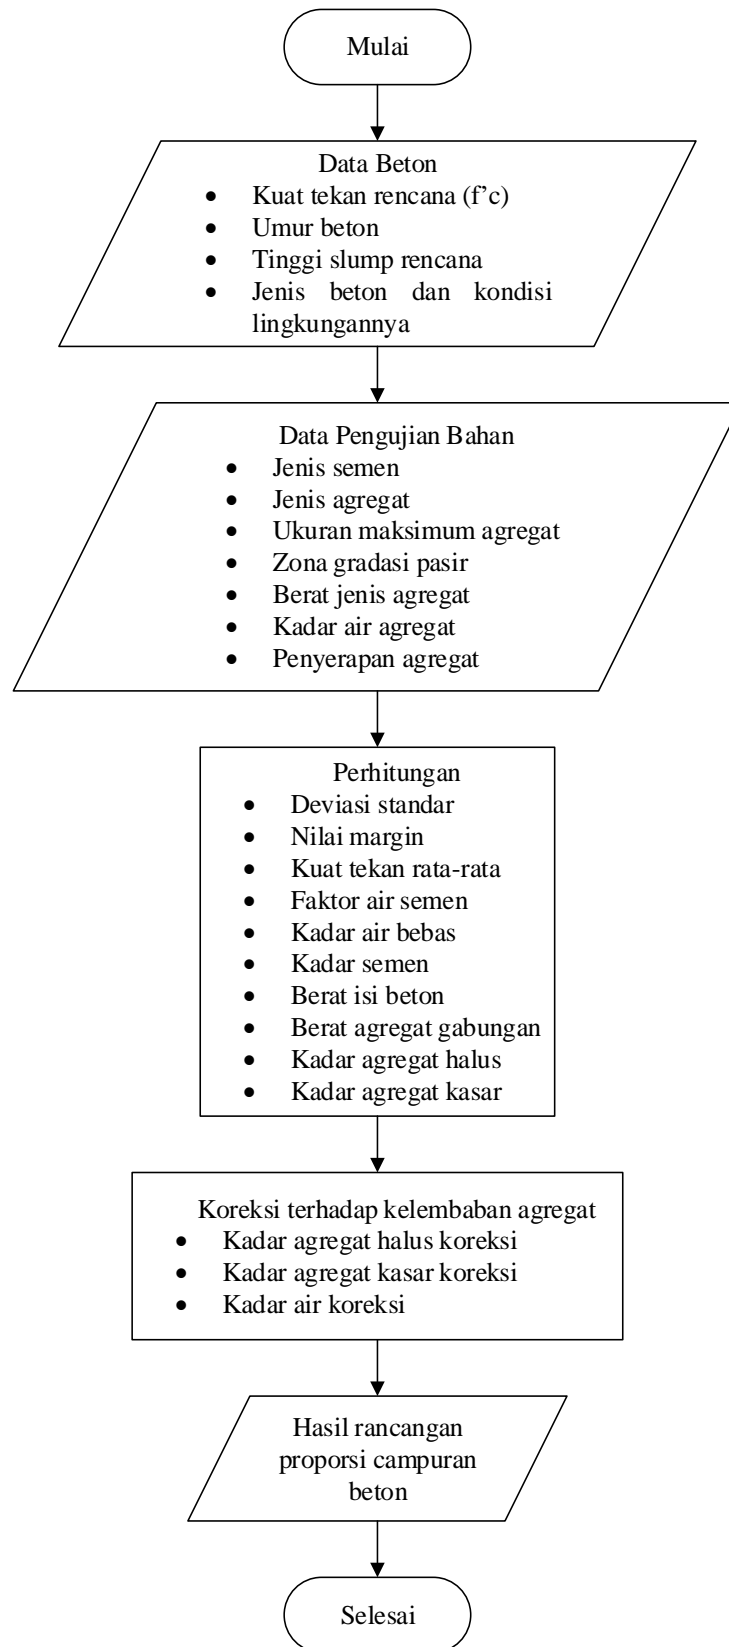 Mulai
Data Beton
• Kuat tekan rencana (f’c)
• Umur beton
• Tinggi slump rencana
• Jenis beton dan kondisi
lingkungannya
Data Pengujian Bahan
• Jenis semen
• Jenis agregat
• Ukuran maksimum agregat
• Zona gradasi pasir
• Berat jenis agregat
• Kadar air agregat
• Penyerapan agregat
Perhitungan
• Deviasi standar
• Nilai margin
• Kuat tekan rata-rata
• Faktor air semen
• Kadar air bebas
• Kadar semen
• Berat isi beton
• Berat agregat gabungan
• Kadar agregat halus
• Kadar agregat kasar
Koreksi terhadap kelembaban agregat
• Kadar agregat halus koreksi
• Kadar agregat kasar koreksi
• Kadar air koreksi
Hasil rancangan
proporsi campuran
beton
Selesai